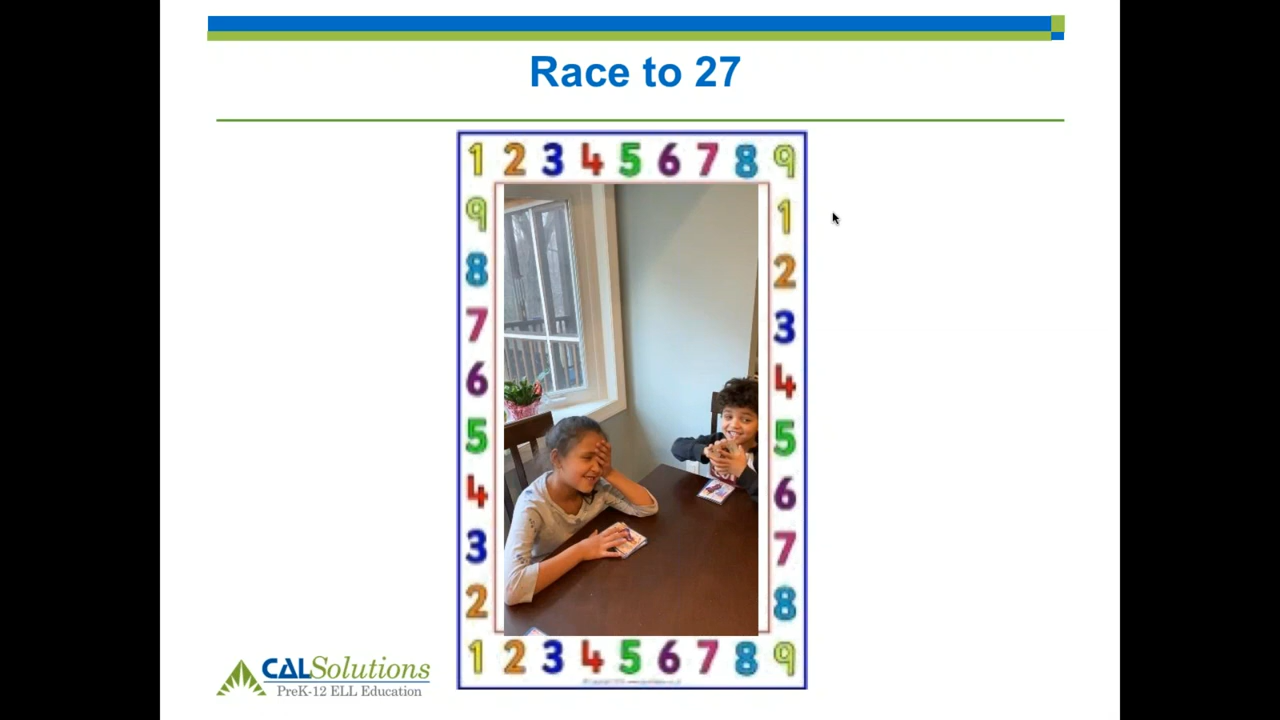 Race to 27
1 2 3 4 5 6 7 8 9
9 1
8 2
7 3
6 4
5 5
4 6
3 7
2 8
1 2 3 4 5 6 7 8 9
CALSolutions
PreK-12 ELL Education